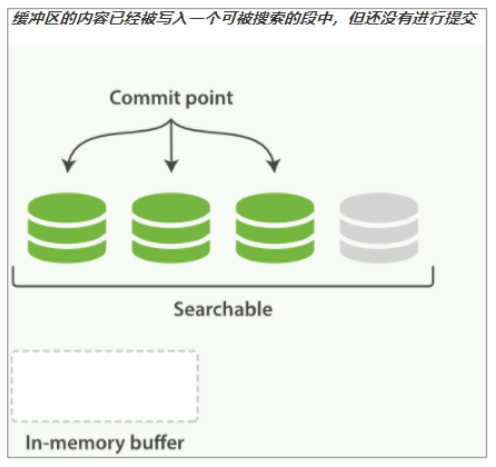 缓冲区的内容已经被写入一个可被搜索的段中，但还没有进行提交
Commit point
Searchable
In-memory buffer